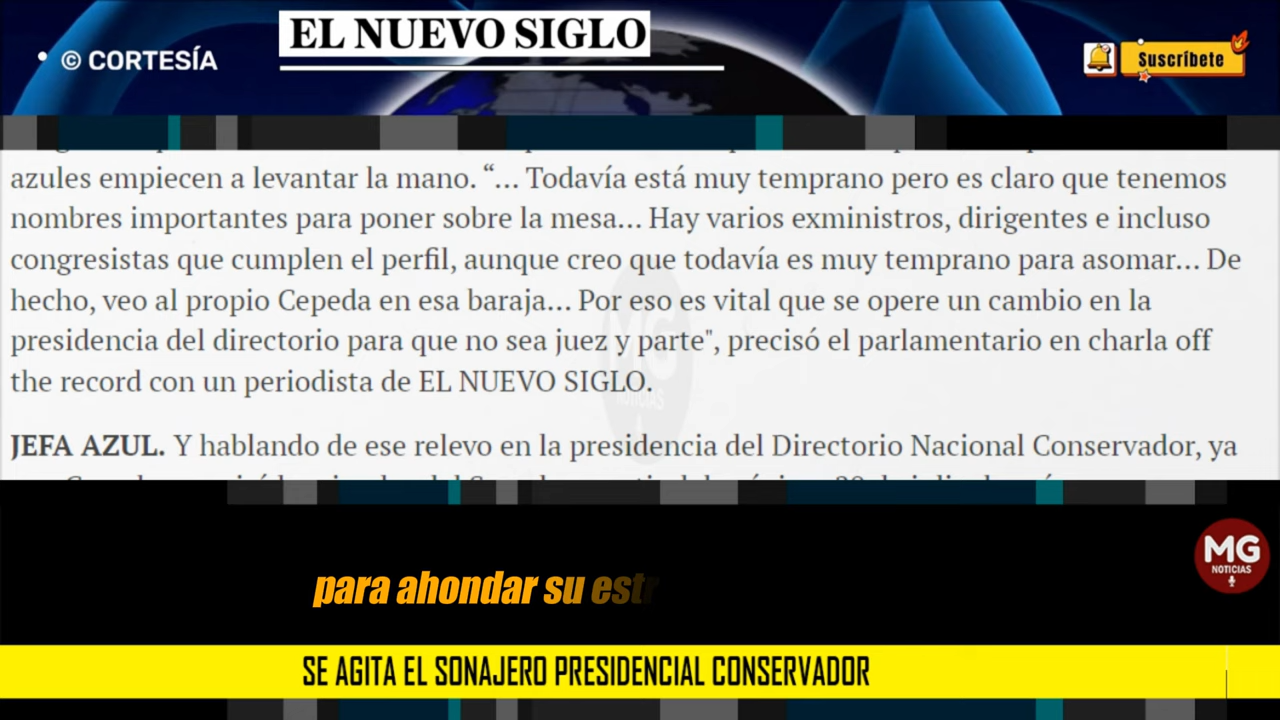 © CORTESÍA
EL NUEVO SIGLO
Suscríbete
azules empiecen a levantar la mano. “... Todavía está muy temprano pero es claro que tenemos
nombres importantes para poner sobre la mesa... Hay varios exministros, dirigentes e incluso
congresistas que cumplen el perfil, aunque creo que todavía es muy temprano para asomar... De
hecho, veo al propio Cepeda en esa baraja... Por eso es vital que se opere un cambio en la
presidencia del directorio para que no sea juez y parte", precisó el parlamentario en charla off
the record con un periodista de EL NUEVO SIGLO.
JEFA AZUL. Y hablando de ese relevo en la presidencia del Directorio Nacional Conservador, ya
MG
NOTICIAS
para ahondar su estr
MG
NOTICIAS
SE AGITA EL SONAJERO PRESIDENCIAL CONSERVADOR